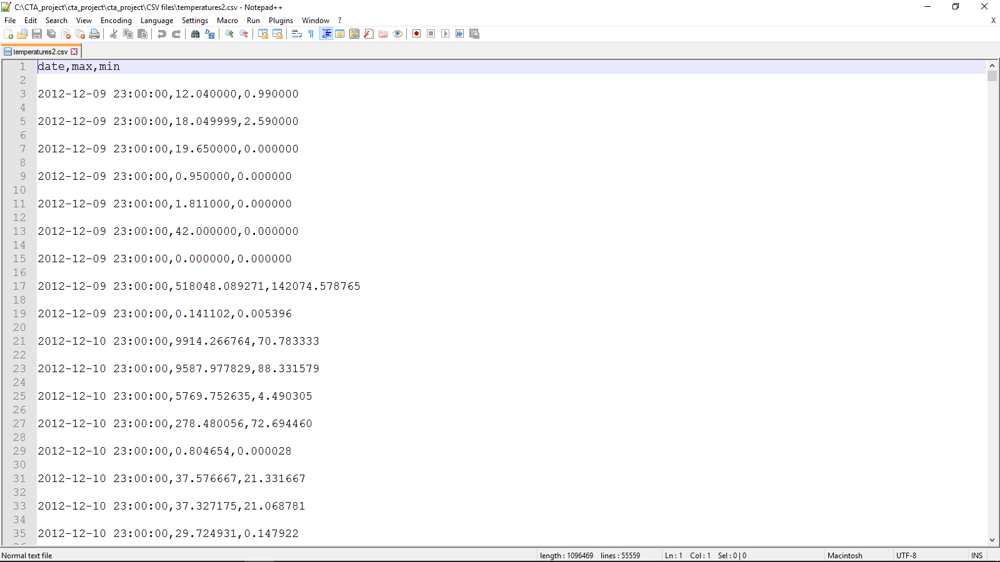 C:\CTA_project\cta_project\cta_project\CSV files\temperatures2.csv - Notepad++
File Edit Search View Encoding Language Settings Macro Run Plugins Window ? X
temperatures2.csv
1 date,max,min
2
3 2012-12-09 23:00:00,12.040000,0.990000
4
5 2012-12-09 23:00:00,18.049999,2.590000
6
7 2012-12-09 23:00:00,19.650000,0.000000
8
9 2012-12-09 23:00:00,0.950000,0.000000
10
11 2012-12-09 23:00:00,1.811000,0.000000
12
13 2012-12-09 23:00:00,42.000000,0.000000
14
15 2012-12-09 23:00:00,0.000000,0.000000
16
17 2012-12-09 23:00:00,518048.089271,142074.578765
18
19 2012-12-09 23:00:00,0.141102,0.005396
20
21 2012-12-10 23:00:00,9914.266764,70.783333
22
23 2012-12-10 23:00:00,9587.977829,88.331579
24
25 2012-12-10 23:00:00,5769.752635,4.490305
26
27 2012-12-10 23:00:00,278.480056,72.694460
28
29 2012-12-10 23:00:00,0.804654,0.000028
30
31 2012-12-10 23:00:00,37.576667,21.331667
32
33 2012-12-10 23:00:00,37.327175,21.068781
34
35 2012-12-10 23:00:00,29.724931,0.147922
Normal text file length : 1096469 lines : 55559 Ln : 1 Col : 1 Sel : 0 | 0 Macintosh UTF-8 INS